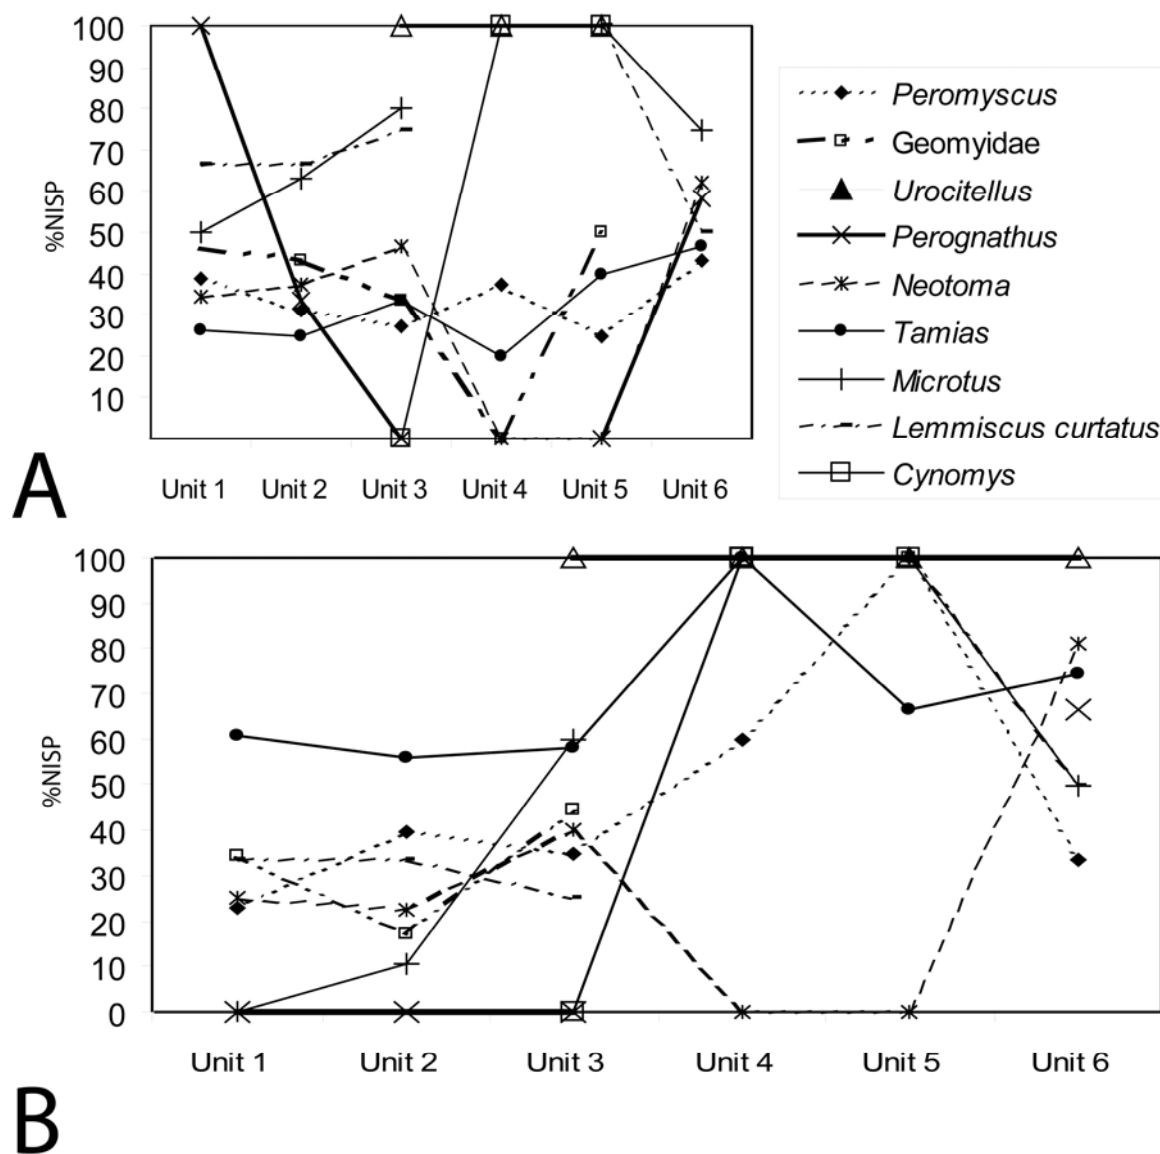 100
90
80
70
60
50
40
30
20
10
%NISP
Unit 1 Unit 2 Unit 3 Unit 4 Unit 5 Unit 6
A
Peromyscus
Geomyidae
Urocitellus
Perognathus
Neotoma
Tamias
Microtus
Lemmiscus curtatus
Cynomys
100
90
80
70
60
50
40
30
20
10
0
%NISP
Unit 1 Unit 2 Unit 3 Unit 4 Unit 5 Unit 6
B